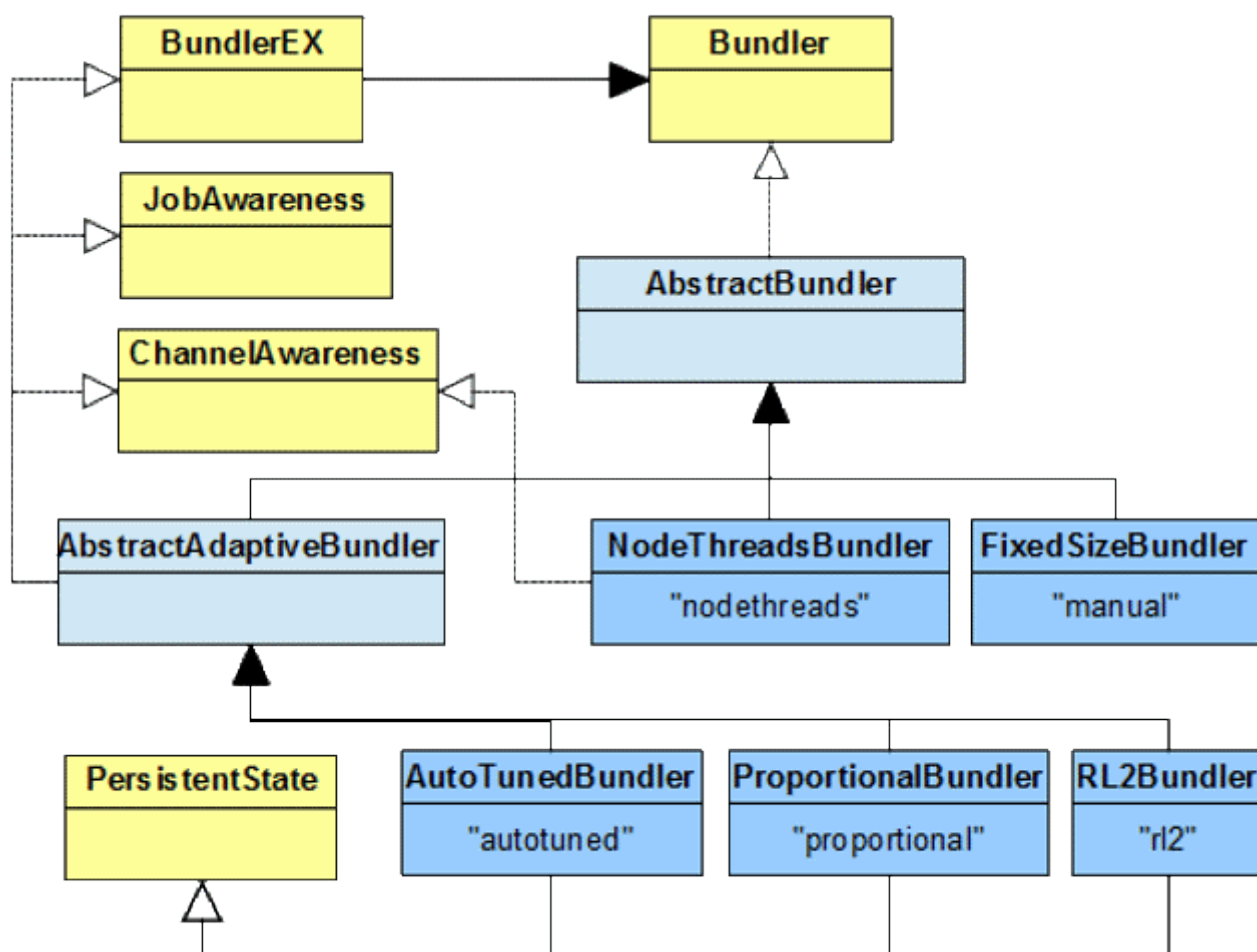 BundlerEX
Bundler
JobAwareness
AbstractBundler
ChannelAwareness
AbstractAdaptiveBundler
NodeThreadsBundler
"nodethreads"
FixedSizeBundler
"manual"
PersistentState
AutoTunedBundler
"autotuned"
ProportionalBundler
"proportional"
RL2Bundler
"rl2"